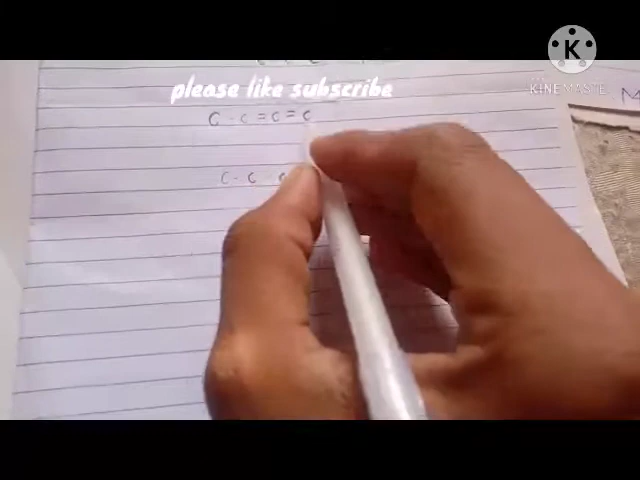 please like subscribe
K
KINEMASTER
C - C = C = C
C - C
M